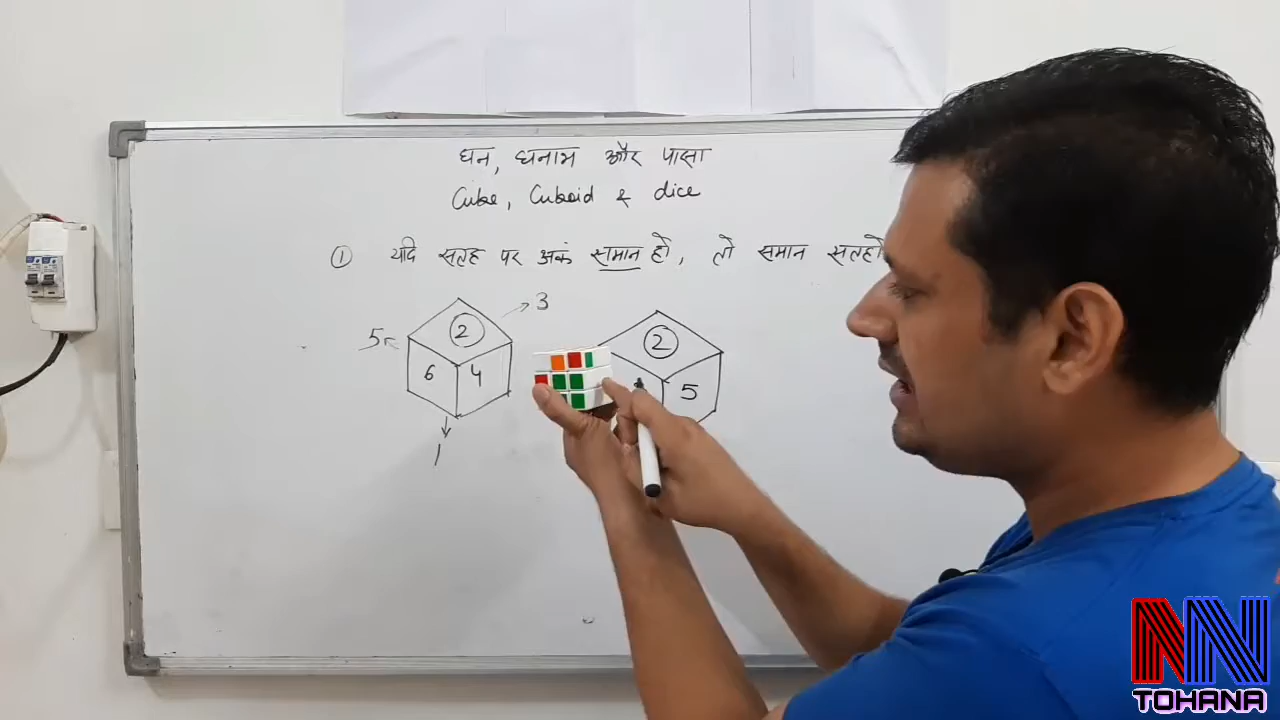 घन, घनाभ और पासा
Cube, Cuboid & dice
① यदि सतह पर अकं समान हो, तो समान सतहो
3
5
2
2
6
4
5
1
NN
TOHANA